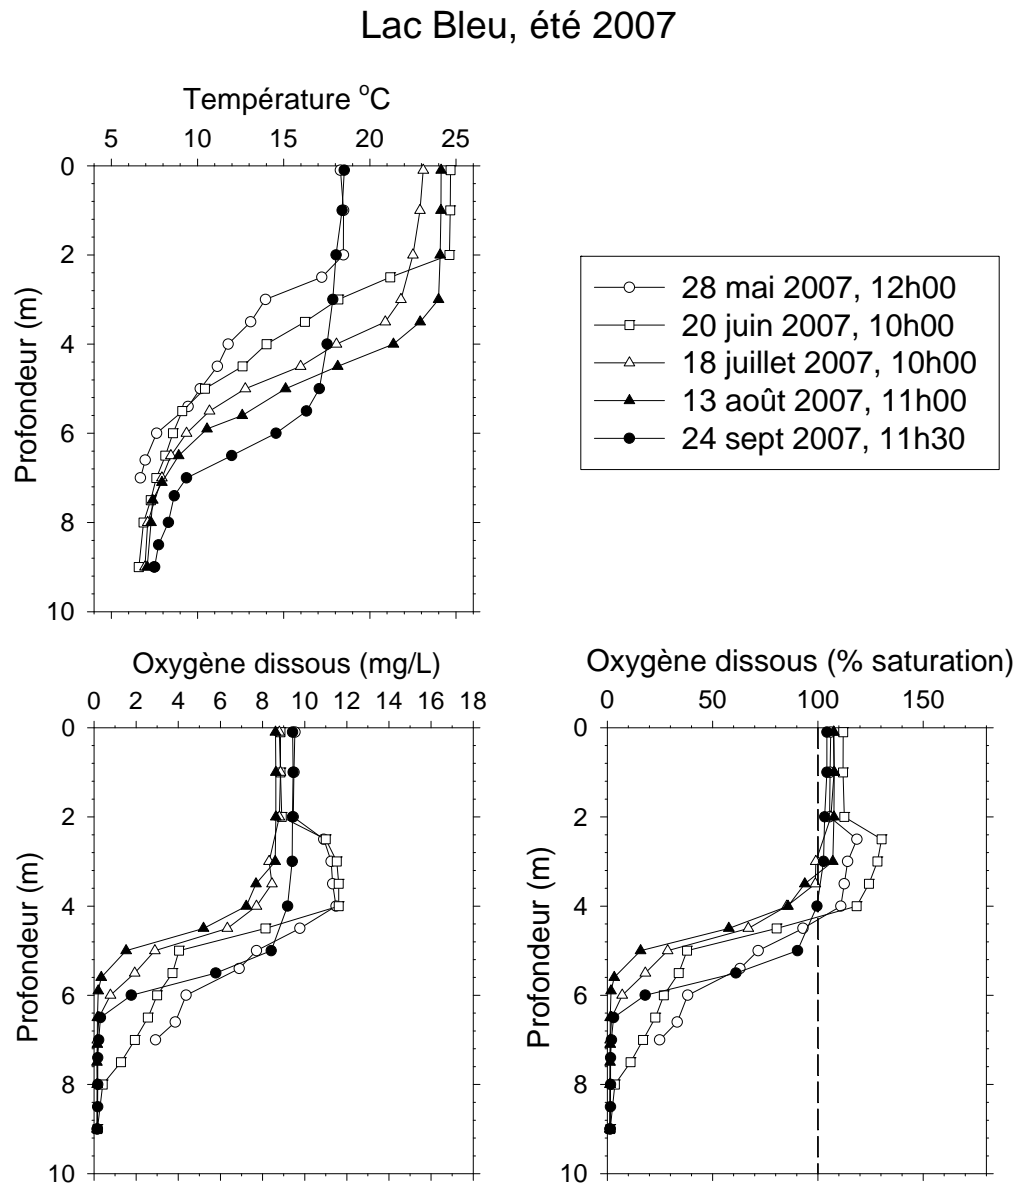 Lac Bleu, été 2007
Température °C
5 10 15 20 25
0
2
4
6
8
10
Profondeur (m)
28 mai 2007, 12h00
20 juin 2007, 10h00
18 juillet 2007, 10h00
13 août 2007, 11h00
24 sept 2007, 11h30
Oxygène dissous (mg/L)
0 2 4 6 8 10 12 14 16 18
0
2
4
6
8
10
Profondeur (m)
Oxygène dissous (% saturation)
0 50 100 150
0
2
4
6
8
10
Profondeur (m)